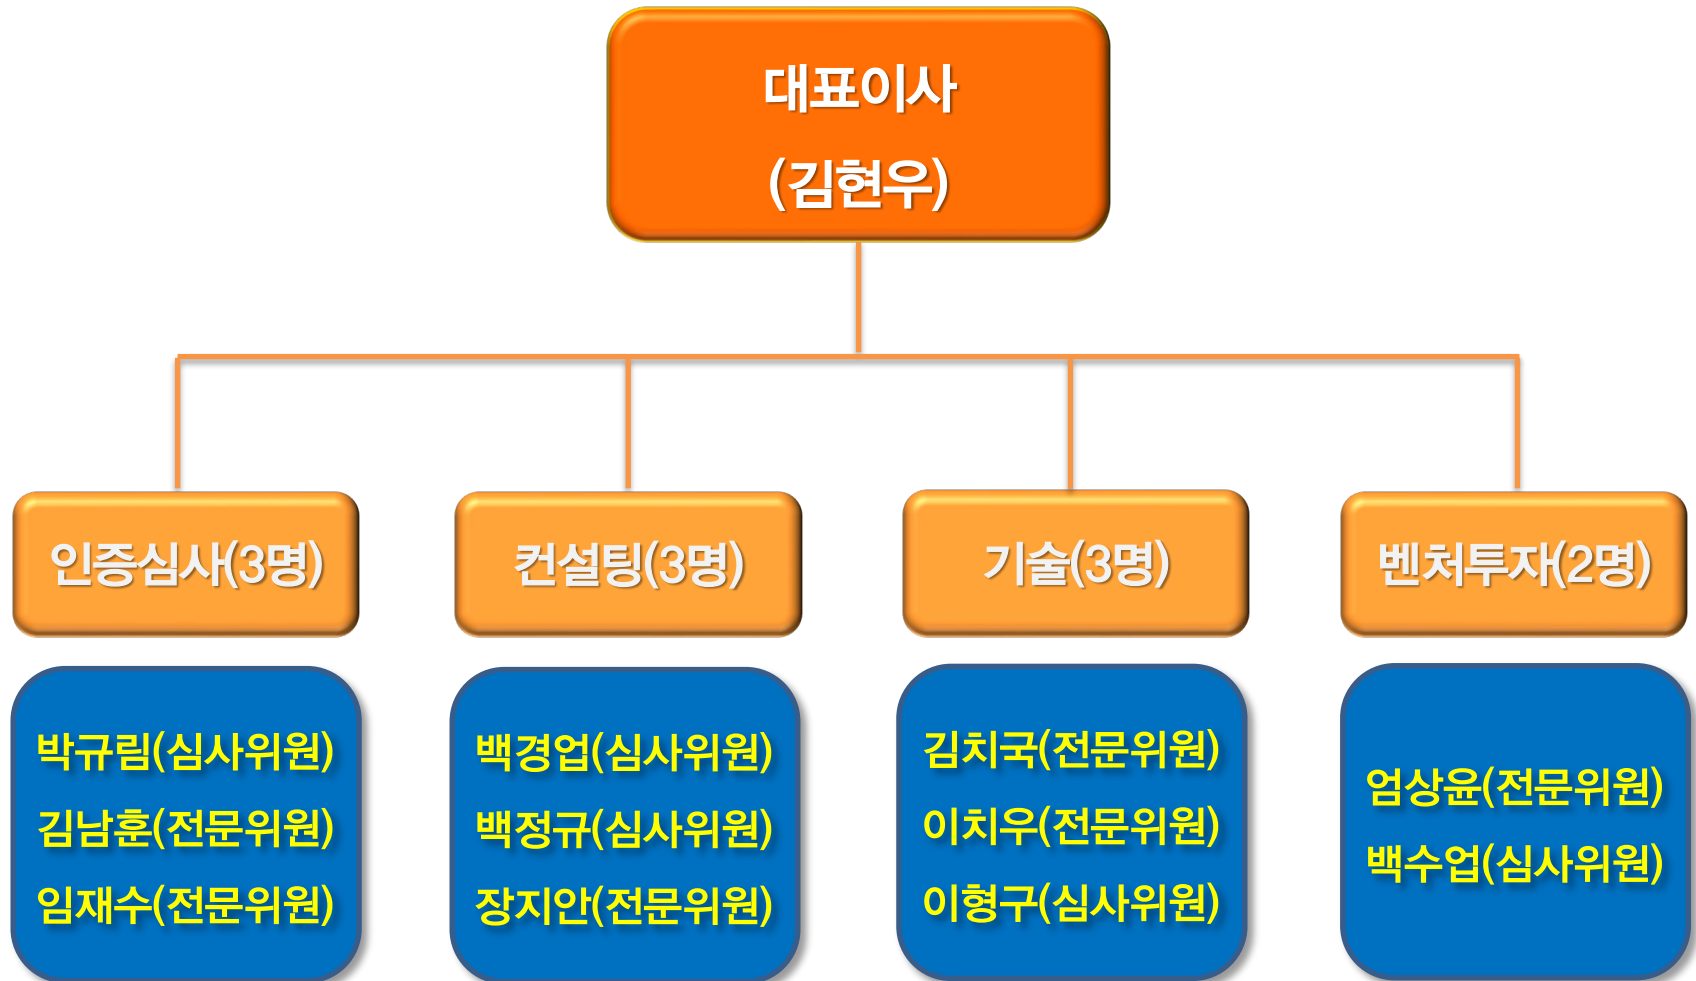 대표이사
(김현우)
인증심사(3명)
컨설팅(3명)
기술(3명)
벤처투자(2명)
박규림(심사위원)
김남훈(전문위원)
임재수(전문위원)
백경업(심사위원)
백정규(심사위원)
장지안(전문위원)
김치국(전문위원)
이치우(전문위원)
이형구(심사위원)
엄상윤(전문위원)
백수업(심사위원)